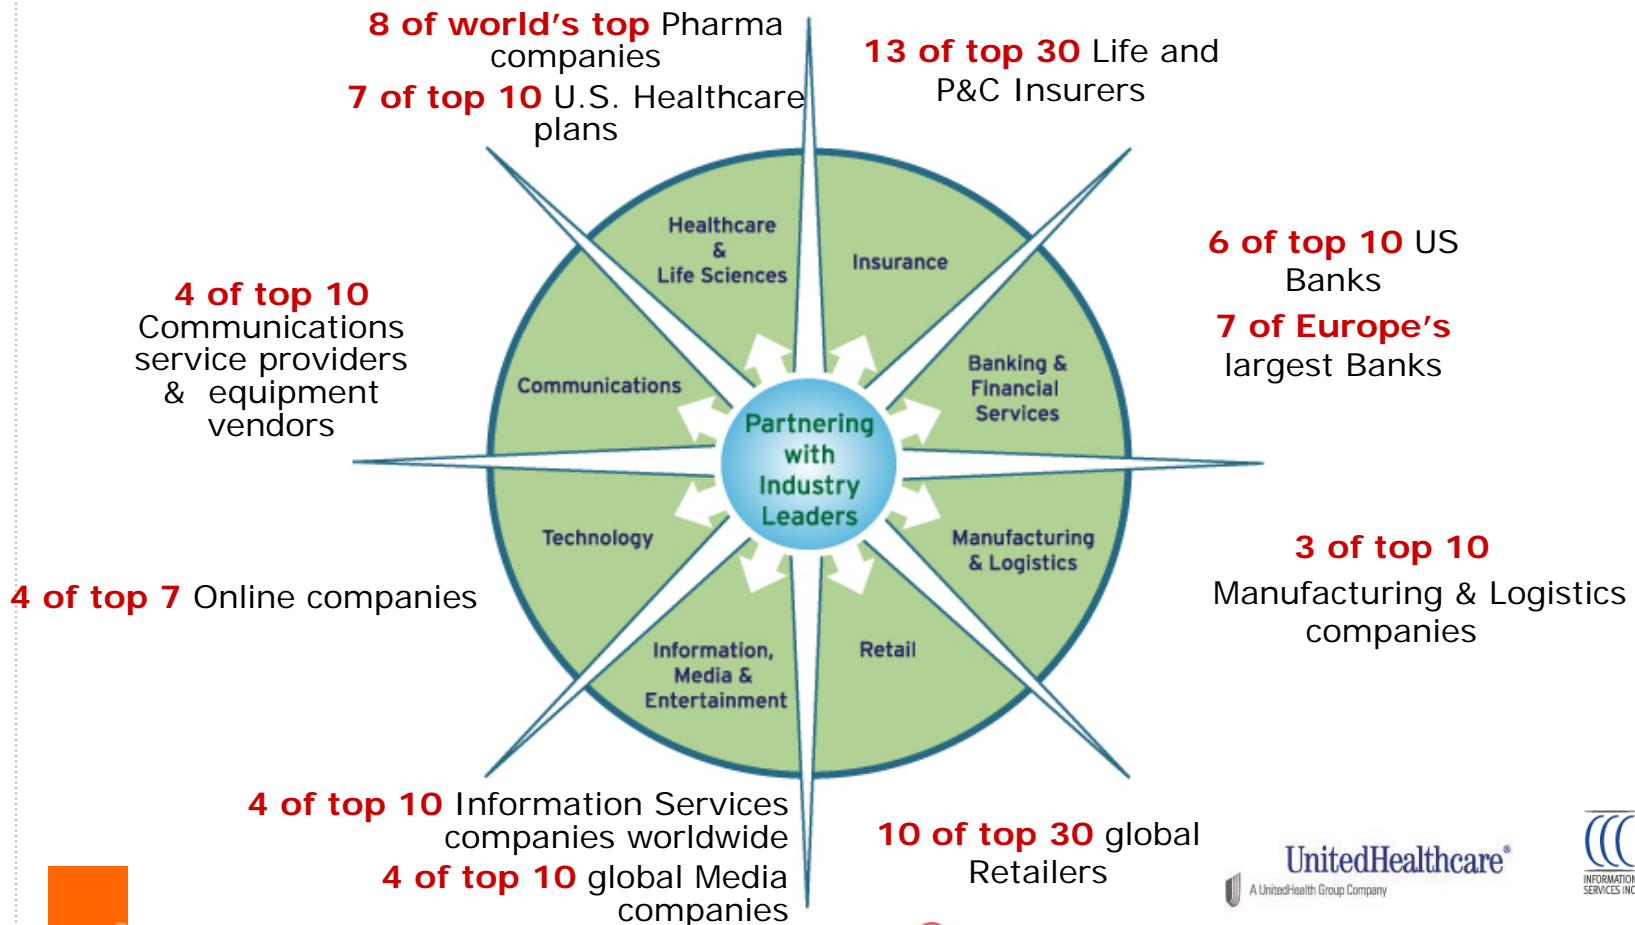 8 of world's top Pharma
companies
7 of top 10 U.S. Healthcare
plans
13 of top 30 Life and
P&C Insurers
6 of top 10 US
Banks
7 of Europe's
largest Banks
4 of top 10
Communications
service providers
& equipment
vendors
Healthcare
&
Life Sciences
Insurance
Banking &
Financial
Services
Communications
Partnering
with
Industry
Leaders
Technology
Manufacturing
& Logistics
Information,
Media &
Entertainment
Retail
3 of top 10
Manufacturing & Logistics
companies
4 of top 7 Online companies
4 of top 10 Information Services
companies worldwide
4 of top 10 global Media
companies
10 of top 30 global
Retailers
UnitedHealthcare®
A UnitedHealth Group Company
CCC
INFORMATION
SERVICES INC